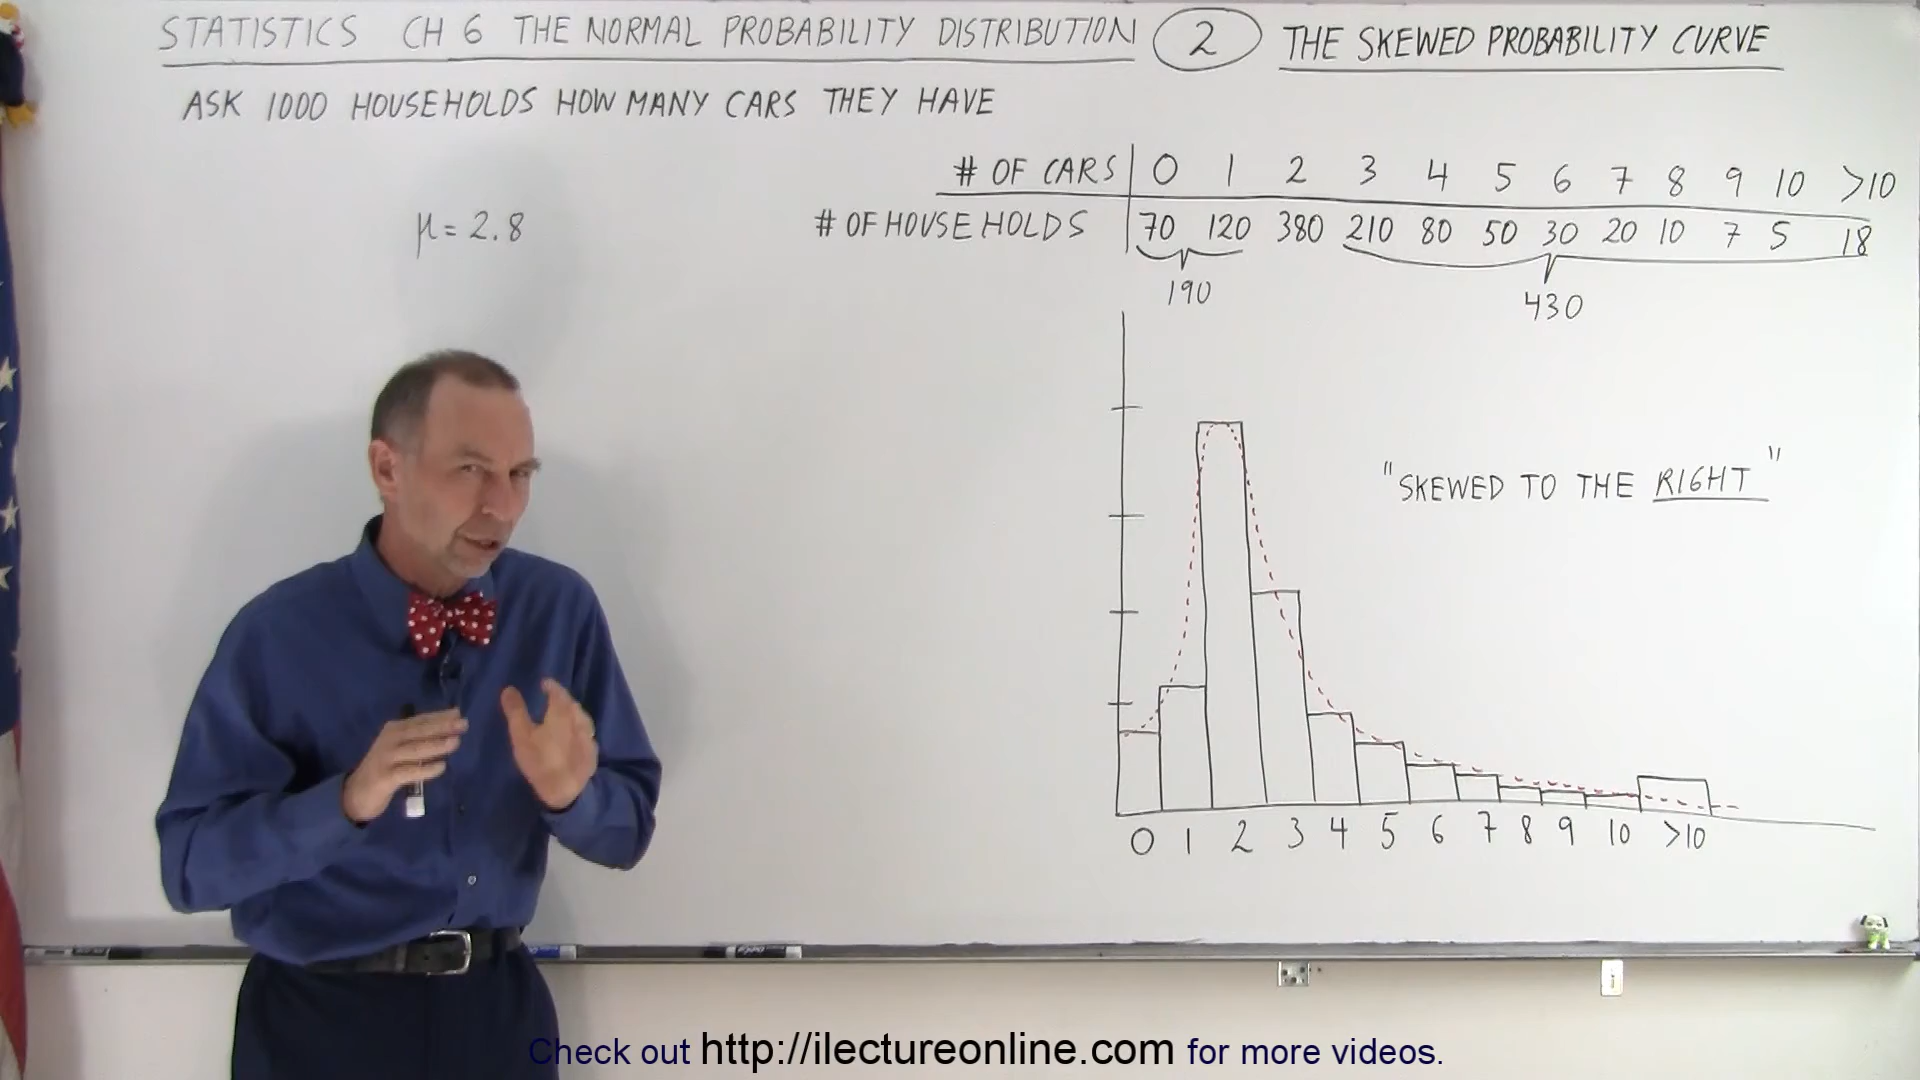 STATISTICS CH 6 THE NORMAL PROBABILITY DISTRIBUTION 2 THE SKEWED PROBABILITY CURVE
ASK 1000 HOUSEHOLDS HOW MANY CARS THEY HAVE
# OF CARS 0 1 2 3 4 5 6 7 8 9 10 >10
μ = 2.8
# OF HOUSEHOLDS 70 120 380 210 80 50 30 20 10 7 5 18
190 430
"SKEWED TO THE RIGHT"
0 1 2 3 4 5 6 7 8 9 10 >10
Check out http://ilectureonline.com for more videos.